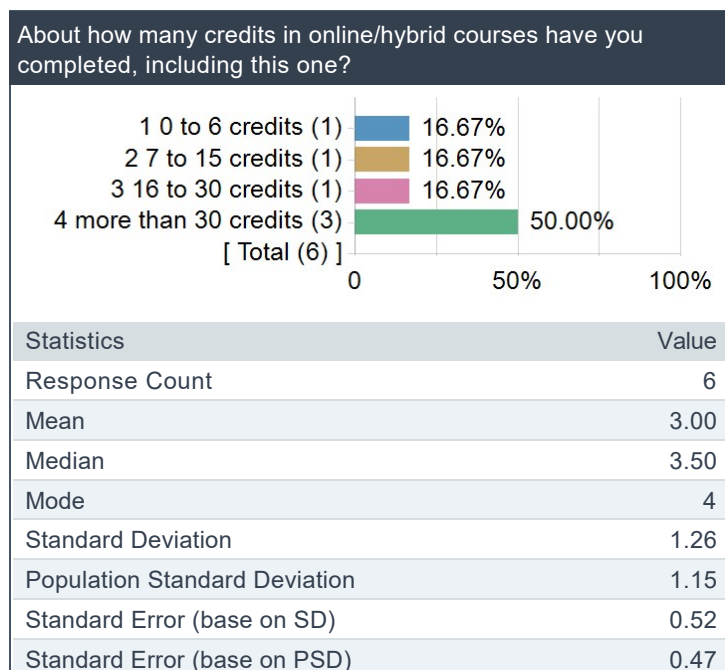 About how many credits in online/hybrid courses have you
completed, including this one?
1 0 to 6 credits (1) 16.67%
2 7 to 15 credits (1) 16.67%
3 16 to 30 credits (1) 16.67%
4 more than 30 credits (3) 50.00%
[ Total (6) ]
0 50% 100%
Statistics Value
Response Count 6
Mean 3.00
Median 3.50
Mode 4
Standard Deviation 1.26
Population Standard Deviation 1.15
Standard Error (base on SD) 0.52
Standard Error (base on PSD) 0.47